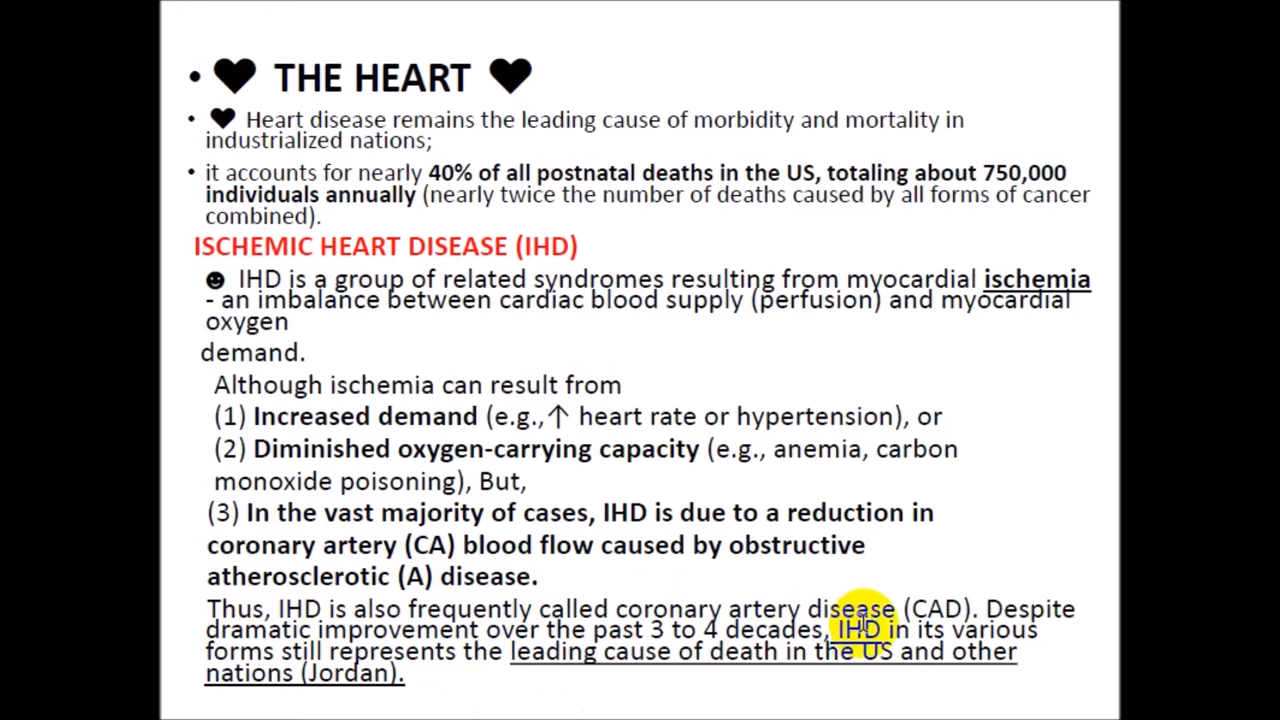 • ♥ THE HEART ♥
• ♥ Heart disease remains the leading cause of morbidity and mortality in
industrialized nations;
• it accounts for nearly 40% of all postnatal deaths in the US, totaling about 750,000
individuals annually (nearly twice the number of deaths caused by all forms of cancer
combined).
ISCHEMIC HEART DISEASE (IHD)
☻ IHD is a group of related syndromes resulting from myocardial ischemia
- an imbalance between cardiac blood supply (perfusion) and myocardial
oxygen
demand.
Although ischemia can result from
(1) Increased demand (e.g.,↑ heart rate or hypertension), or
(2) Diminished oxygen-carrying capacity (e.g., anemia, carbon
monoxide poisoning), But,
(3) In the vast majority of cases, IHD is due to a reduction in
coronary artery (CA) blood flow caused by obstructive
atherosclerotic (A) disease.
Thus, IHD is also frequently called coronary artery disease (CAD). Despite
dramatic improvement over the past 3 to 4 decades, IHD in its various
forms still represents the leading cause of death in the US and other
nations (Jordan).